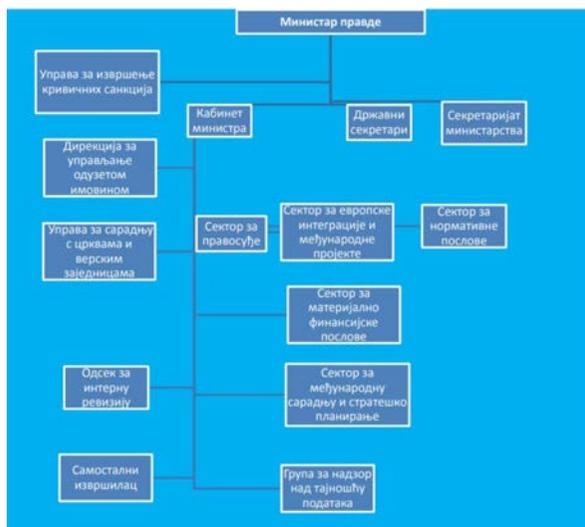 Министар правде
Управа за извршење
кривичних санкција
Кабинет
министра
Државни
секретари
Секретаријат
министарства
Дирекција за
управљање
одузетом
имовином
Управа за сарадњу
с црквама и
верским
заједницама
Сектор за
правосуђе
Сектор за европске
интеграције и
међународне
пројекте
Сектор за
нормативне
послове
Сектор за
материјално
финансијске
послове
Одсек за
интерну
ревизију
Сектор за
међународну
сарадњу и стратешко
планирање
Самостални
извршилац
Група за надзор
над тајношћу
података